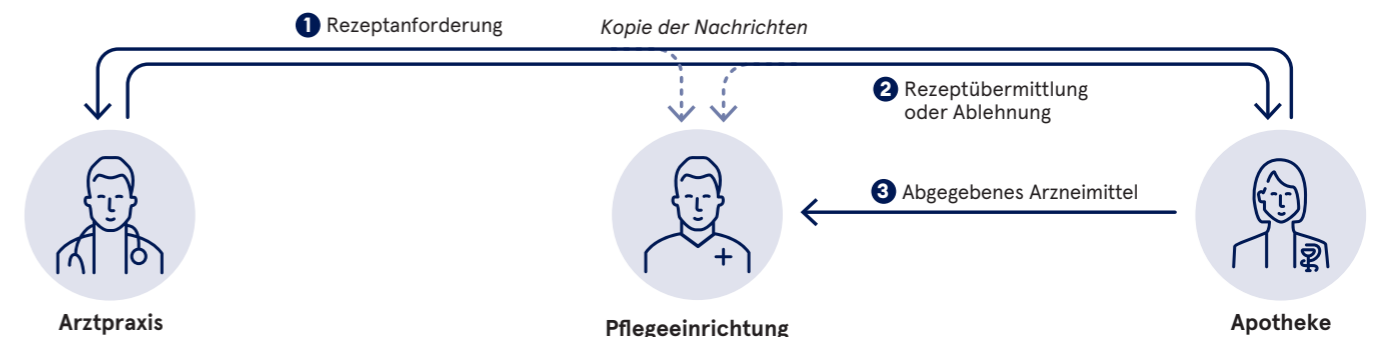 1 Rezeptanforderung
Kopie der Nachrichten
2 Rezeptübermittlung
oder Ablehnung
3 Abgegebenes Arzneimittel
Arztpraxis
Pflegeeinrichtung
Apotheke